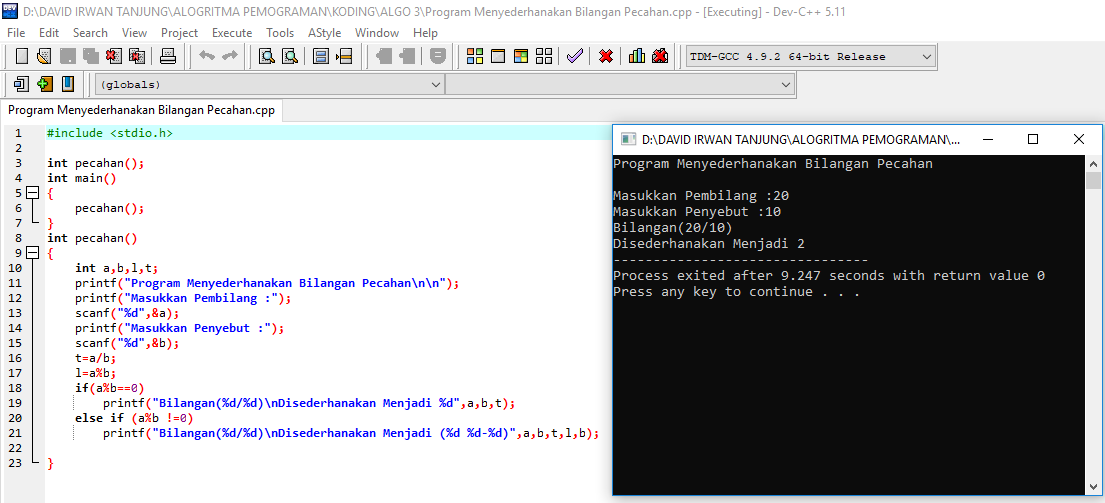 D:\DAVID IRWAN TANJUNG\ALOGRITMA PEMOGRAMAN\KODING\ALGO 3\Program Menyederhanakan Bilangan Pecahan.cpp - [Executing] - Dev-C++ 5.11
File Edit Search View Project Execute Tools AStyle Window Help
TDM-GCC 4.9.2 64-bit Release
(globals)
Program Menyederhanakan Bilangan Pecahan.cpp
1 #include <stdio.h>
2
3 int pecahan();
4 int main()
5 {
6 pecahan();
7 }
8 int pecahan()
9 {
10 int a,b,l,t;
11 printf("Program Menyederhanakan Bilangan Pecahan\n\n");
12 printf("Masukkan Pembilang :");
13 scanf("%d",&a);
14 printf("Masukkan Penyebut :");
15 scanf("%d",&b);
16 t=a/b;
17 l=a%b;
18 if(a%b==0)
19 printf("Bilangan(%d/%d)\nDisederhanakan Menjadi %d",a,b,t);
20 else if (a%b !=0)
21 printf("Bilangan(%d/%d)\nDisederhanakan Menjadi (%d %d-%d)",a,b,t,l,b);
22
23 }
D:\DAVID IRWAN TANJUNG\ALOGRITMA PEMOGRAMAN\...
Program Menyederhanakan Bilangan Pecahan
Masukkan Pembilang :20
Masukkan Penyebut :10
Bilangan(20/10)
Disederhanakan Menjadi 2
--------------------------------
Process exited after 9.247 seconds with return value 0
Press any key to continue . . .